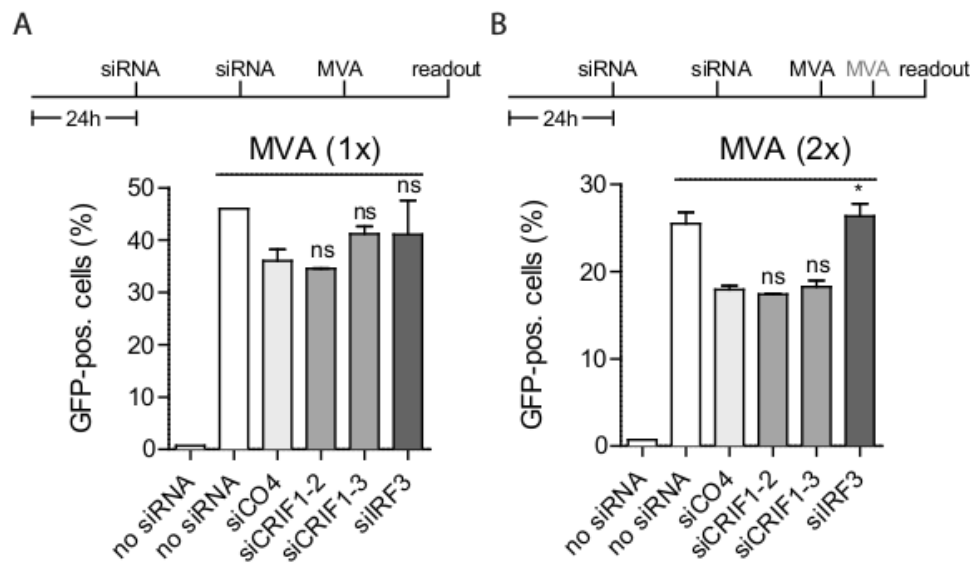 A
siRNA siRNA MVA readout
24h
MVA (1x)
GFP-pos. cells (%)
50
40
30
20
10
0
ns
ns
ns
no siRNA
no siRNA
siCO4
siCRIF1-2
siCRIF1-3
siIRF3
B
siRNA siRNA MVA MVA readout
24h
MVA (2x)
GFP-pos. cells (%)
30
20
10
0
ns
ns
*
no siRNA
no siRNA
siCO4
siCRIF1-2
siCRIF1-3
siIRF3